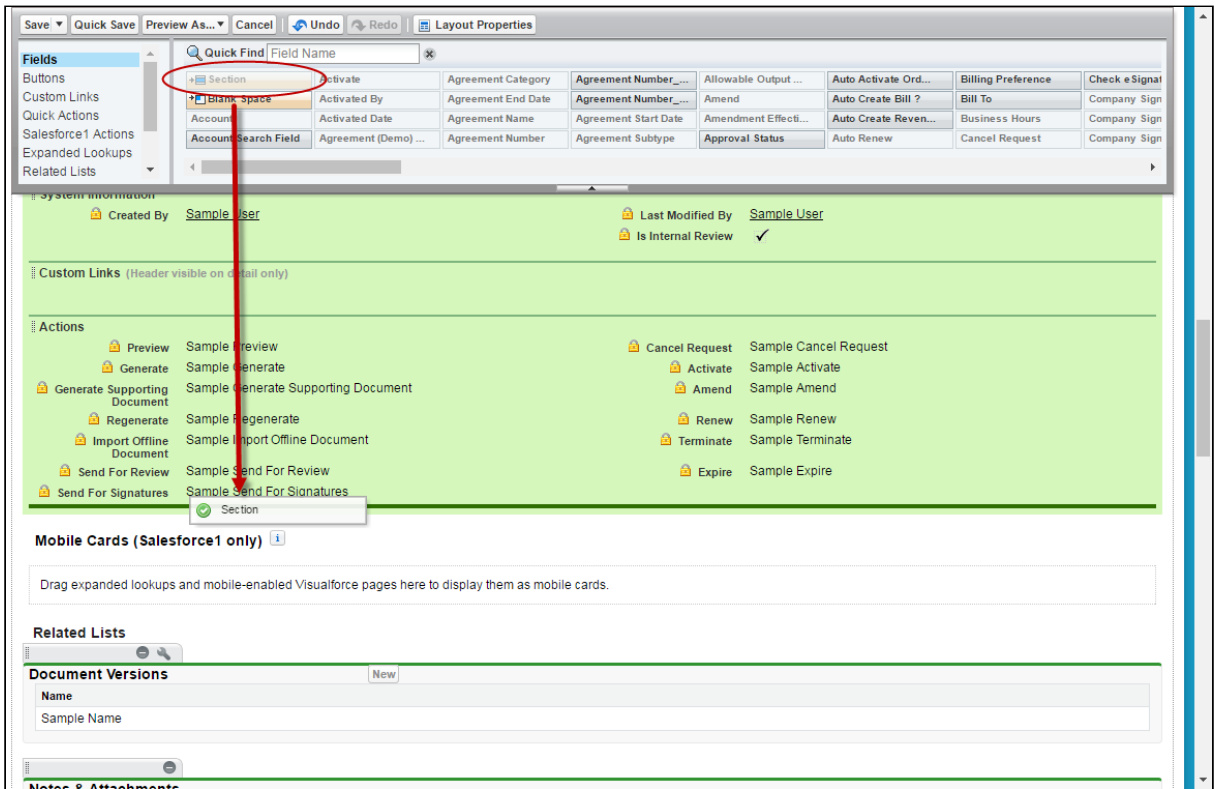 Save Quick Save Preview As... Cancel Undo Redo Layout Properties
Fields
Buttons
Custom Links
Quick Actions
Salesforce1 Actions
Expanded Lookups
Related Lists
Quick Find Field Name
Section Activate Agreement Category Agreement Number_... Allowable Output ... Auto Activate Ord... Billing Preference Check eSignat
Blank Space Activated By Agreement End Date Agreement Number_... Amend Auto Create Bill ? Bill To Company Sign
Account Activated Date Agreement Name Agreement Start Date Amendment Effecti... Auto Create Reven... Business Hours Company Sign
Account Search Field Agreement (Demo) ... Agreement Number Agreement Subtype Approval Status Auto Renew Cancel Request Company Sign
System Information
Created By Sample User Last Modified By Sample User
Is Internal Review
Custom Links (Header visible on detail only)
Actions
Preview Sample Preview Cancel Request Sample Cancel Request
Generate Sample Generate Activate Sample Activate
Generate Supporting Document Sample Generate Supporting Document Amend Sample Amend
Regenerate Sample Regenerate Renew Sample Renew
Import Offline Document Sample Import Offline Document Terminate Sample Terminate
Send For Review Sample Send For Review Expire Sample Expire
Send For Signatures Sample Send For Signatures
Section
Mobile Cards (Salesforce1 only) i
Drag expanded lookups and mobile-enabled Visualforce pages here to display them as mobile cards.
Related Lists
Document Versions New
Name
Sample Name
Notes & Attachments